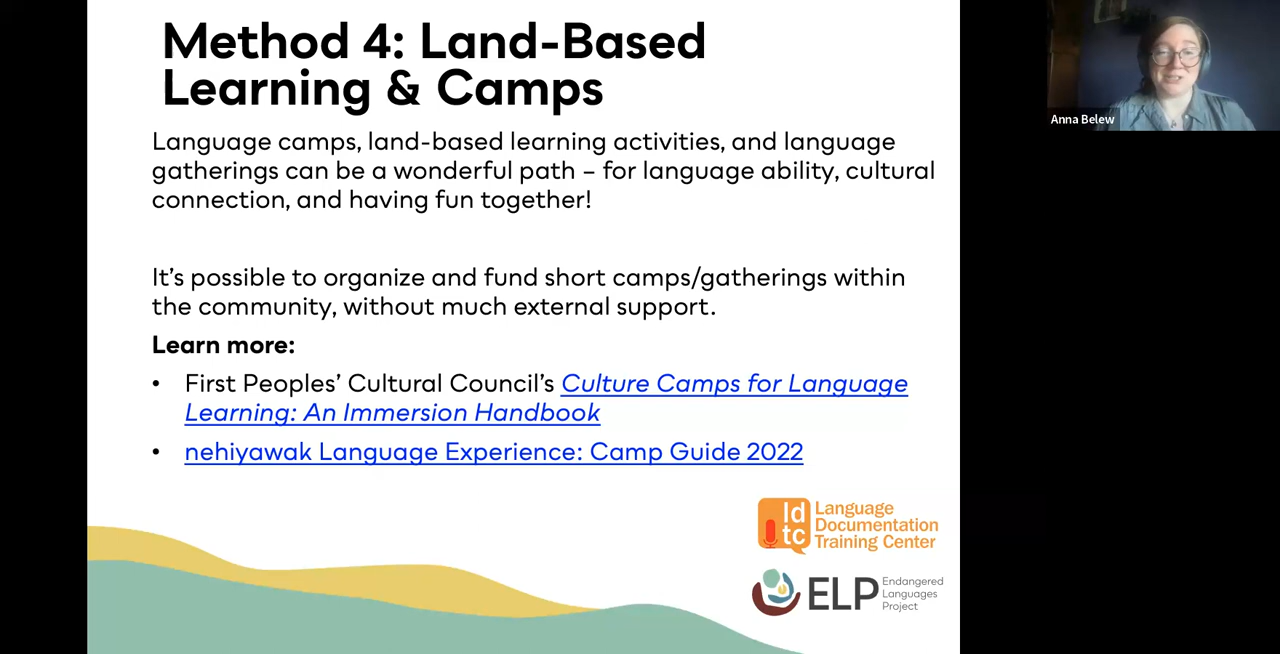 Method 4: Land-Based
Learning & Camps
Language camps, land-based learning activities, and language
gatherings can be a wonderful path – for language ability, cultural
connection, and having fun together!
It’s possible to organize and fund short camps/gatherings within
the community, without much external support.
Learn more:
• First Peoples’ Cultural Council’s Culture Camps for Language
Learning: An Immersion Handbook
• nehiyawak Language Experience: Camp Guide 2022
ld
tc
Language
Documentation
Training Center
ELP
Endangered
Languages
Project
Anna Belew